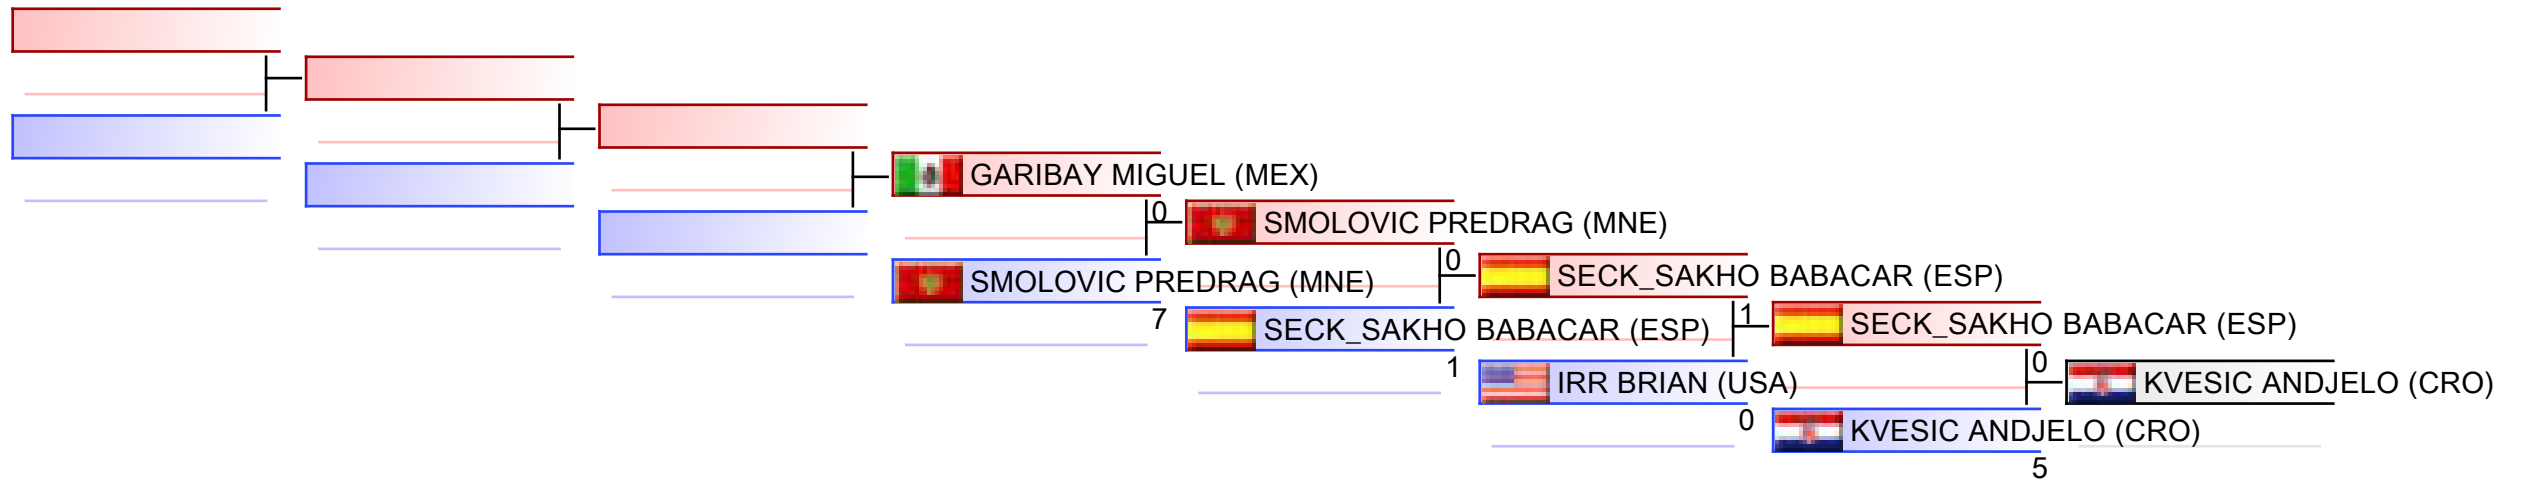 GARIBAY MIGUEL (MEX)
0
SMOLOVIC PREDRAG (MNE)
7
SMOLOVIC PREDRAG (MNE)
0
SECK_SAKHO BABACAR (ESP)
1
SECK_SAKHO BABACAR (ESP)
1
IRR BRIAN (USA)
0
SECK_SAKHO BABACAR (ESP)
0
KVESIC ANDJELO (CRO)
5
KVESIC ANDJELO (CRO)